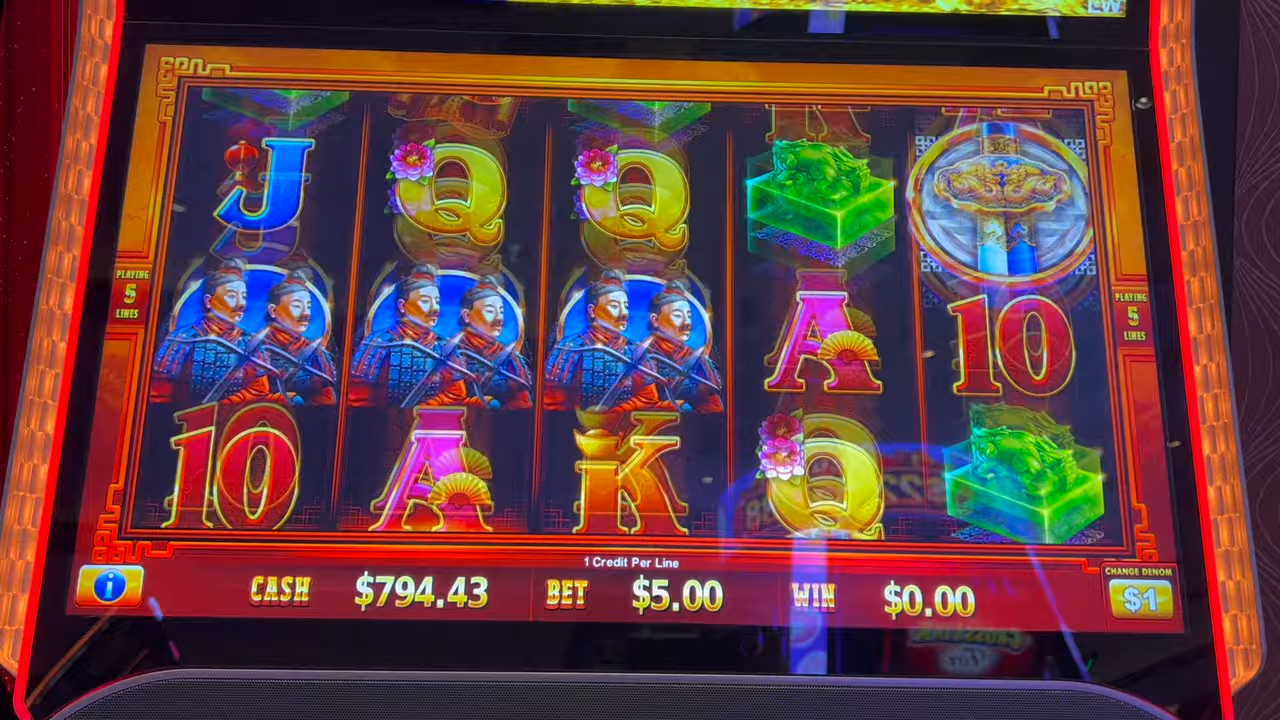 J Q Q
PLAYING
5
LINES
A 10
PLAYING
5
LINES
10 A K Q
1 Credit Per Line
CASH $794.43 BET $5.00 WIN $0.00
CHANGE DENOM
$1
i